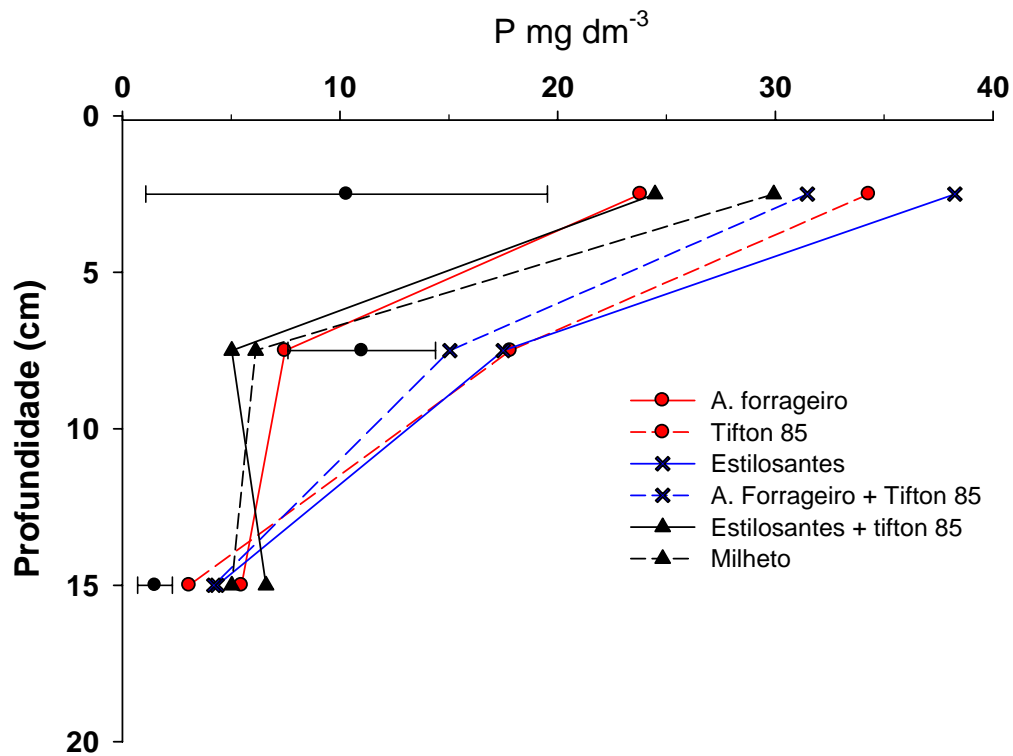 P mg dm-3
0 10 20 30 40
0
5
10
15
20
Profundidade (cm)
A. forrageiro
Tifton 85
Estilosantes
A. Forrageiro + Tifton 85
Estilosantes + tifton 85
Milheto